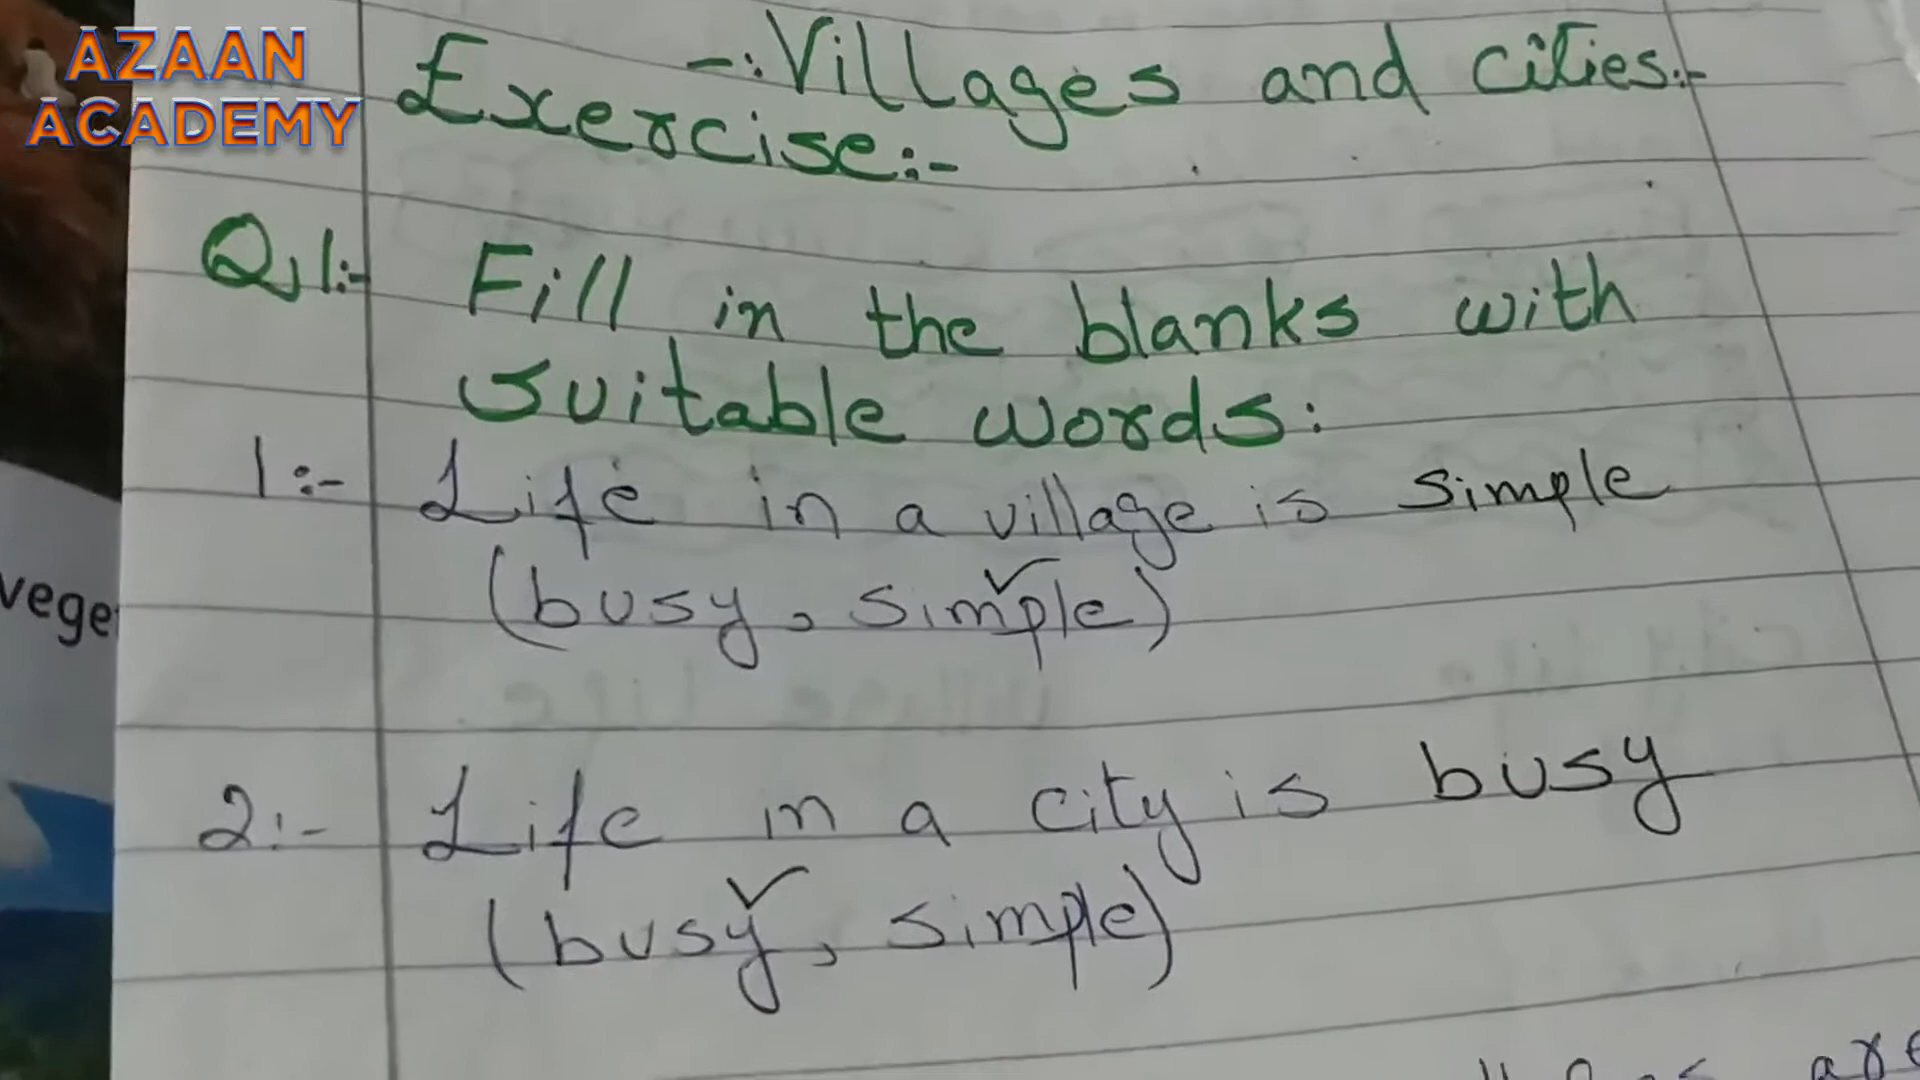 AZAAN
ACADEMY
-:Villages and cities:-
Exercise:-
Q1:- Fill in the blanks with
suitable words:
1:- Life in a village is simple
(busy, simple)
2:- Life in a city is busy
(busy, simple)
are